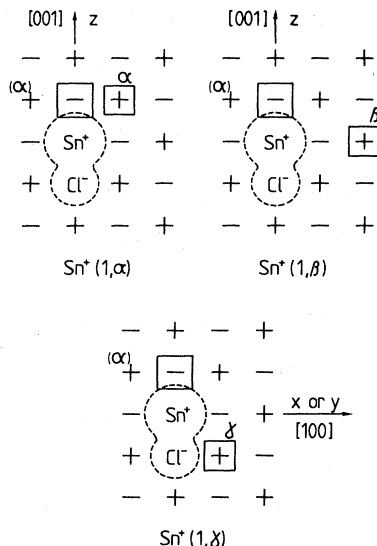 [001] z
− + − +
(α) α
+ − + −
− Sn⁺ − +
+ Cl⁻ + −
− + − +
Sn⁺(1,α)
[001] z
− + − +
(α)
+ − + −
β
− Sn⁺ − +
+ Cl⁻ + −
− + − +
Sn⁺(1,β)
− + − +
(α)
+ − + −
− Sn⁺ − +
x or y
[100]
γ
+ Cl⁻ + −
− + − +
Sn⁺(1,γ)